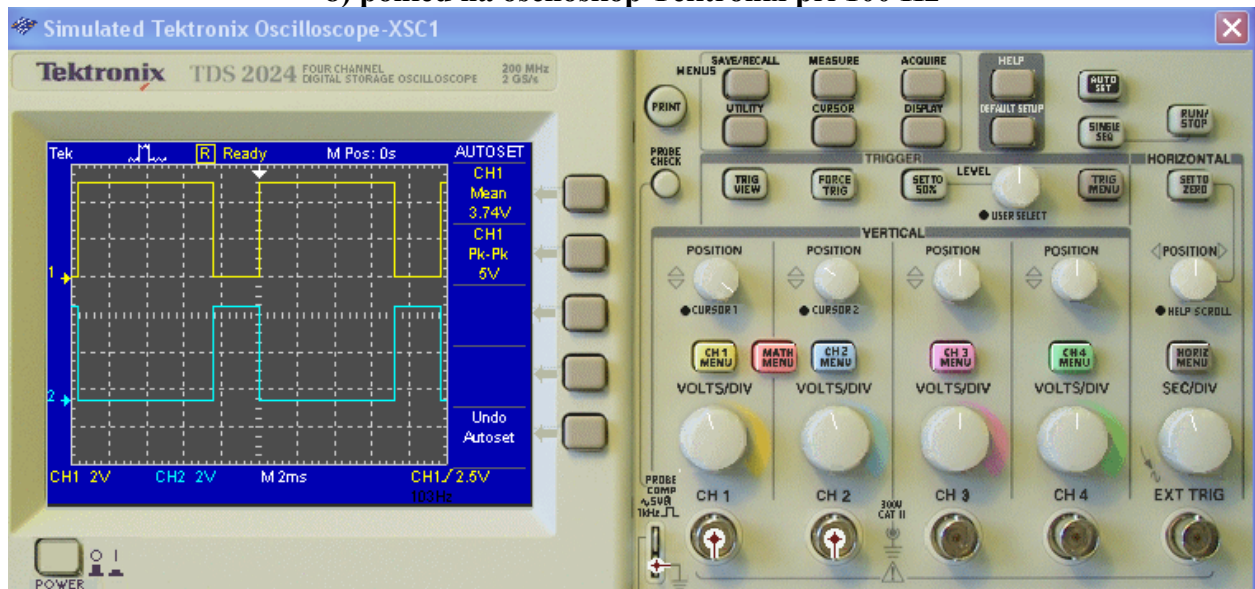 Simulated Tektronix Oscilloscope-XSC1
Tektronix TDS 2024 FOUR CHANNEL DIGITAL STORAGE OSCILLOSCOPE 200 MHz 2 GS/s
Tek R Ready M Pos: 0s AUTOSET
CH1
Mean
3.74V
CH1
Pk-Pk
5V
1
2
Undo
Autoset
CH1 2V CH2 2V M 2ms CH1 / 2.5V
103Hz
POWER
MENUS
SAVE/RECALL MEASURE ACQUIRE HELP
AUTO SET
PRINT
UTILITY CURSOR DISPLAY DEFAULT SETUP
SINGLE SEQ
RUN/ STOP
PROBE CHECK
TRIGGER
HORIZONTAL
TRIG VIEW
FORCE TRIG
SET TO 50%
LEVEL
TRIG MENU
SET TO ZERO
USER SELECT
VERTICAL
POSITION POSITION POSITION POSITION POSITION
CURSOR 1 CURSOR 2 HELP SCROLL
CH 1 MENU
MATH MENU
CH 2 MENU
CH 3 MENU
CH 4 MENU
HORIZ MENU
VOLTS/DIV VOLTS/DIV VOLTS/DIV VOLTS/DIV SEC/DIV
PROBE COMP
~5V@
1kHz
CH 1 CH 2 CH 3 CH 4 EXT TRIG
300V
CAT II